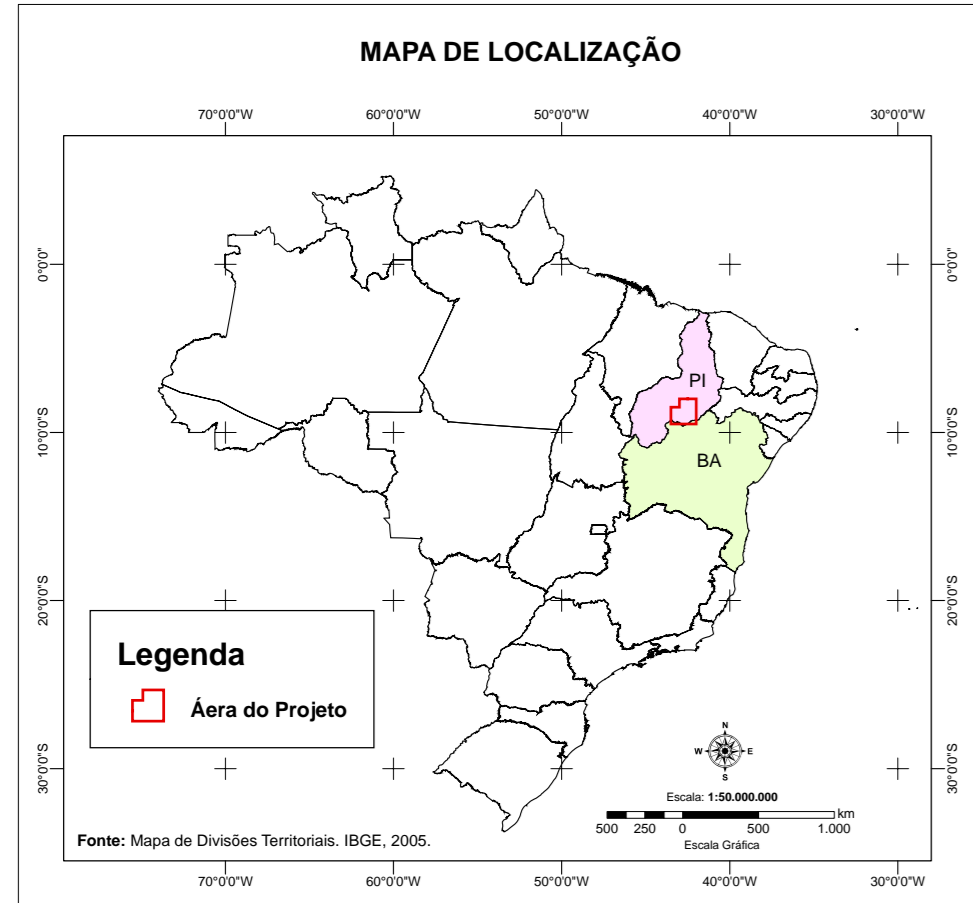 MAPA DE LOCALIZAÇÃO
70°0'0"W 60°0'0"W 50°0'0"W 40°0'0"W 30°0'0"W
0°0'0" 0°0'0"
PI
10°0'0"S 10°0'0"S
BA
20°0'0"S 20°0'0"S
Legenda
Áera do Projeto
30°0'0"S 30°0'0"S
N
W E
S
Escala: 1:50.000.000
km
500 250 0 500 1.000
Escala Gráfica
Fonte: Mapa de Divisões Territoriais. IBGE, 2005.
70°0'0"W 60°0'0"W 50°0'0"W 40°0'0"W 30°0'0"W